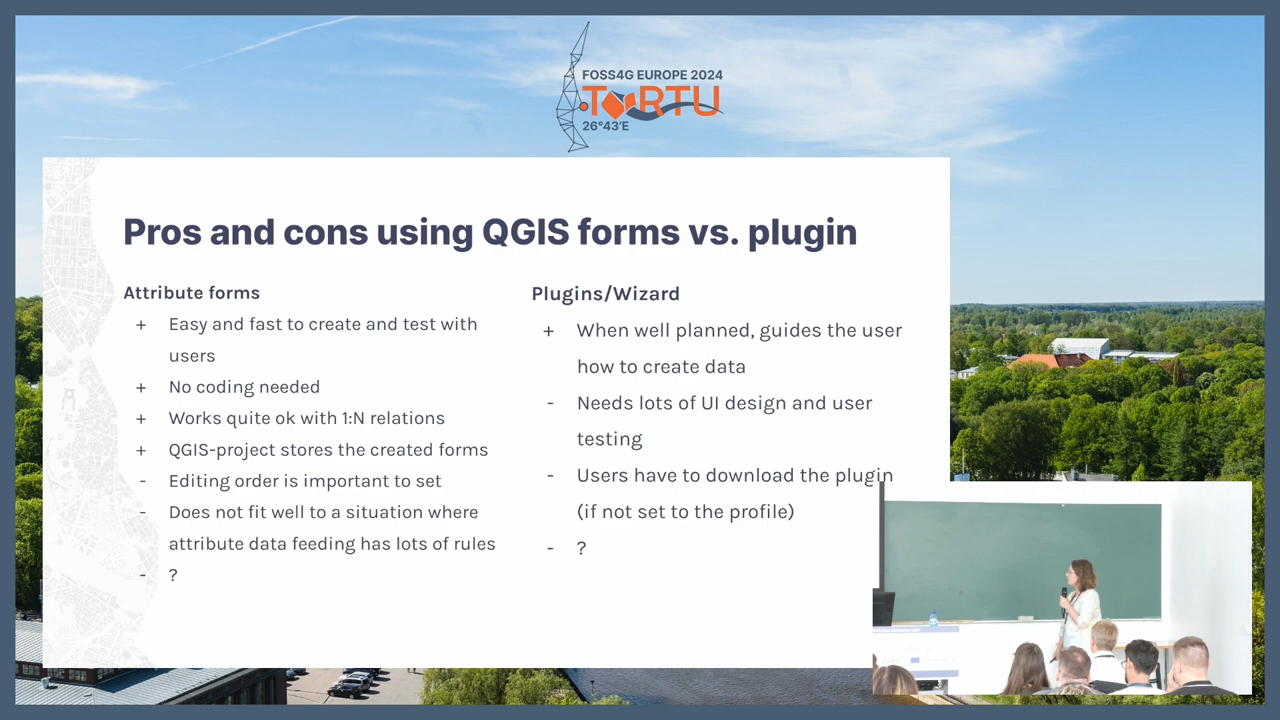 FOSS4G EUROPE 2024
TARTU
26°43'E
Pros and cons using QGIS forms vs. plugin
Attribute forms
+ Easy and fast to create and test with
users
+ No coding needed
+ Works quite ok with 1:N relations
+ QGIS-project stores the created forms
- Editing order is important to set
- Does not fit well to a situation where
attribute data feeding has lots of rules
- ?
Plugins/Wizard
+ When well planned, guides the user
how to create data
- Needs lots of UI design and user
testing
- Users have to download the plugin
(if not set to the profile)
- ?